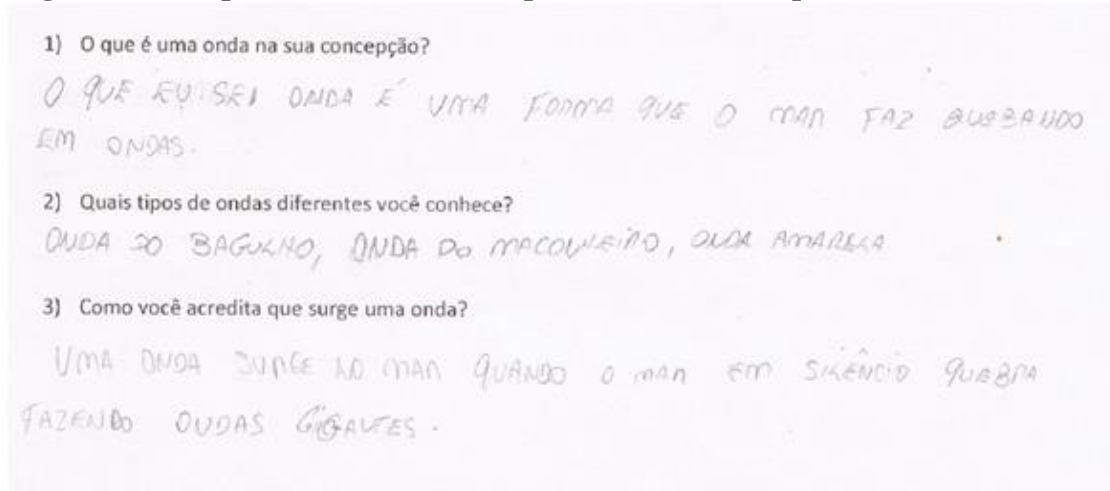 1) O que é uma onda na sua concepção?
O QUE EU SEI ONDA É UMA FORMA QUE O MAR FAZ QUEBRANDO
EM ONDAS.
2) Quais tipos de ondas diferentes você conhece?
ONDA DO BAGULHO, ONDA DO MACONHEIRO, ONDA AMARELA
3) Como você acredita que surge uma onda?
UMA ONDA SURGE NO MAR QUANDO O MAR EM SILÊNCIO QUEBRA
FAZENDO ONDAS GIGANTES.